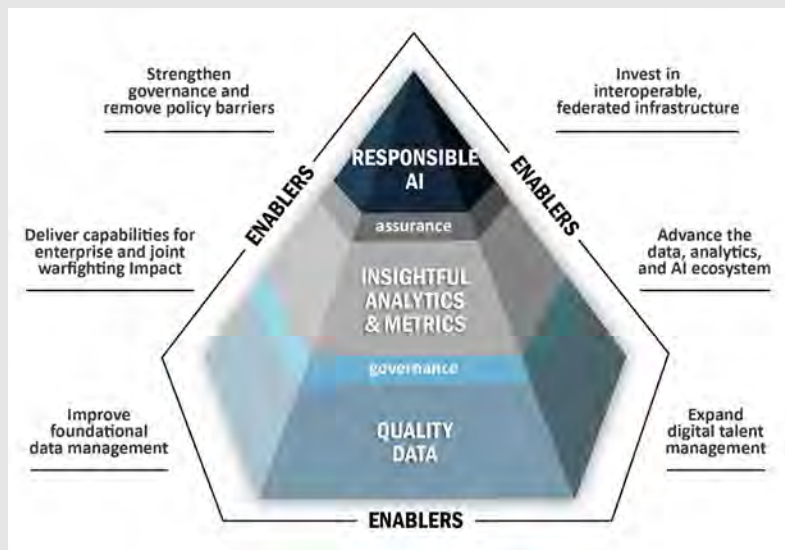 Strengthen
governance and
remove policy barriers
Invest in
interoperable,
federated infrastructure
ENABLERS
ENABLERS
RESPONSIBLE
AI
assurance
Deliver capabilities for
enterprise and joint
warfighting Impact
Advance the
data, analytics,
and AI ecosystem
INSIGHTFUL
ANALYTICS
& METRICS
governance
Improve
foundational
data management
QUALITY
DATA
Expand
digital talent
management
ENABLERS